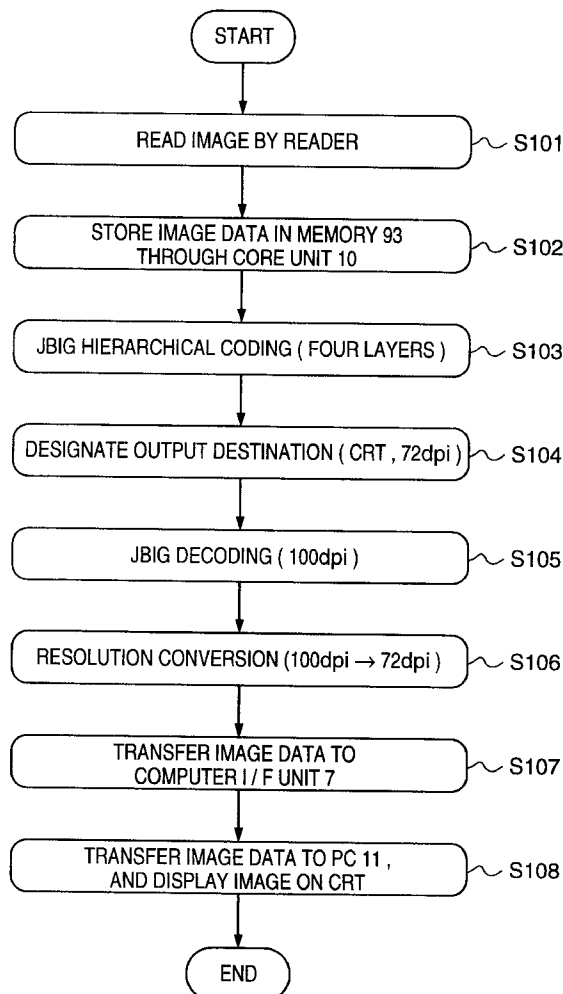 START
READ IMAGE BY READER
S101
STORE IMAGE DATA IN MEMORY 93
THROUGH CORE UNIT 10
S102
JBIG HIERARCHICAL CODING ( FOUR LAYERS )
S103
DESIGNATE OUTPUT DESTINATION ( CRT , 72dpi )
S104
JBIG DECODING ( 100dpi )
S105
RESOLUTION CONVERSION (100dpi → 72dpi )
S106
TRANSFER IMAGE DATA TO
COMPUTER I / F UNIT 7
S107
TRANSFER IMAGE DATA TO PC 11 ,
AND DISPLAY IMAGE ON CRT
S108
END